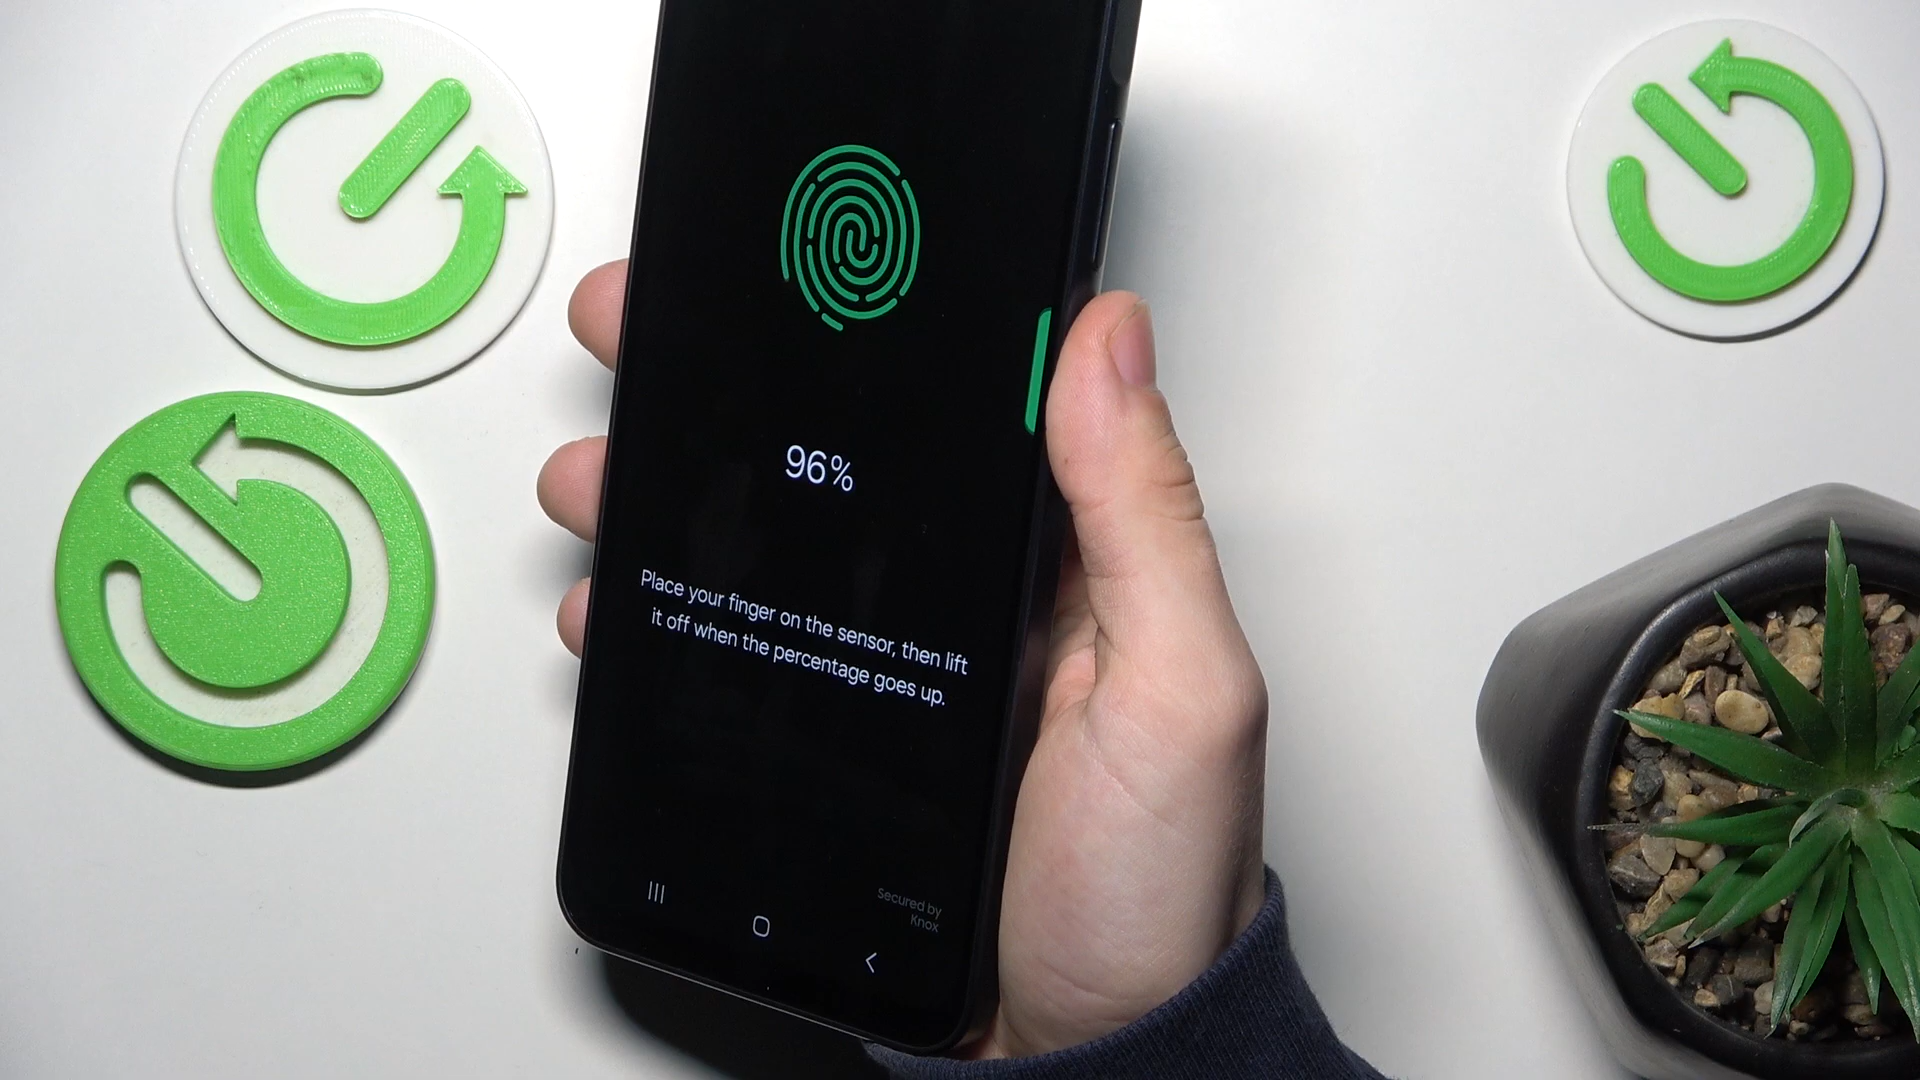 96%
Place your finger on the sensor, then lift
it off when the percentage goes up.
Secured by
Knox